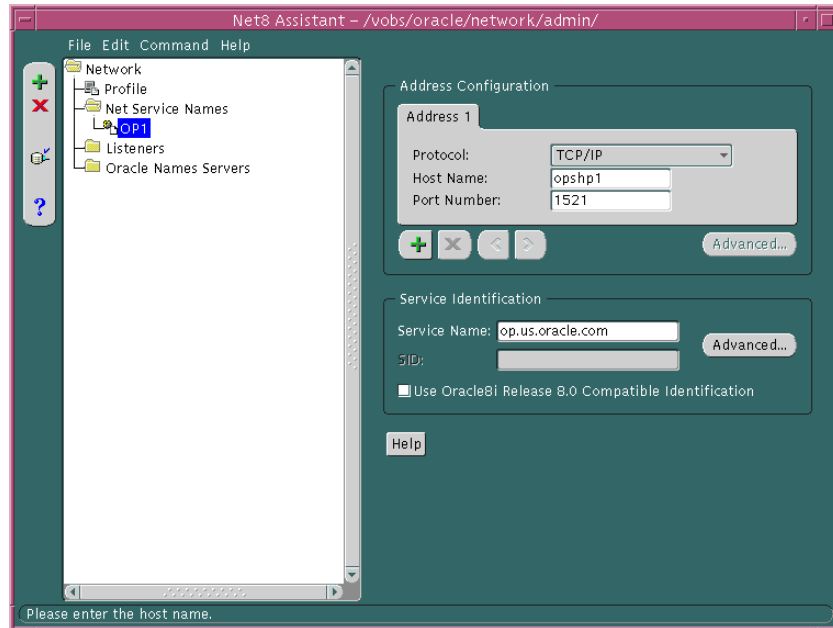 Net8 Assistant – /vobs/oracle/network/admin/
File Edit Command Help
Network
Profile
Net Service Names
OP1
Listeners
Oracle Names Servers
?
Address Configuration
Address 1
Protocol: TCP/IP
Host Name: opshp1
Port Number: 1521
Advanced...
Service Identification
Service Name: op.us.oracle.com
Advanced...
SID:
Use Oracle8i Release 8.0 Compatible Identification
Help
Please enter the host name.